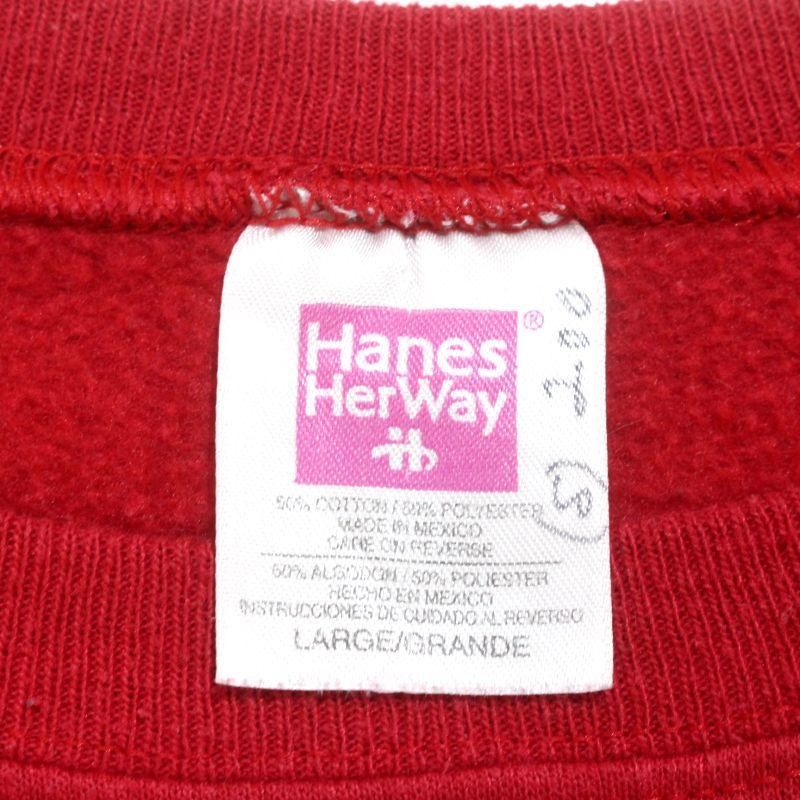 Hanes®
HerWay
50% COTTON / 50% POLYESTER
MADE IN MEXICO
CARE ON REVERSE
50% ALGODON / 50% POLIESTER
HECHO EN MEXICO
INSTRUCCIONES DE CUIDADO AL REVERSO
LARGE/GRANDE